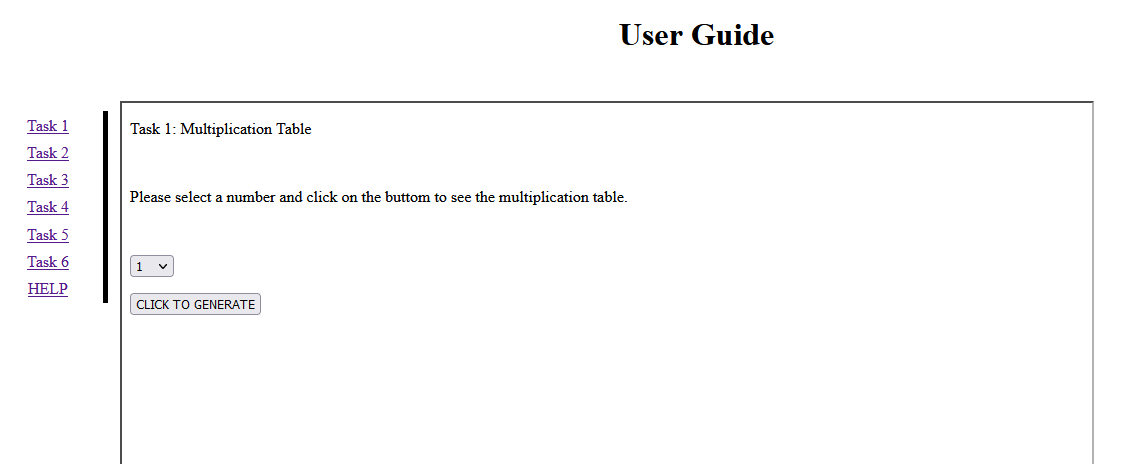 User Guide
Task 1
Task 2
Task 3
Task 4
Task 5
Task 6
HELP
Task 1: Multiplication Table
Please select a number and click on the buttom to see the multiplication table.
1
CLICK TO GENERATE